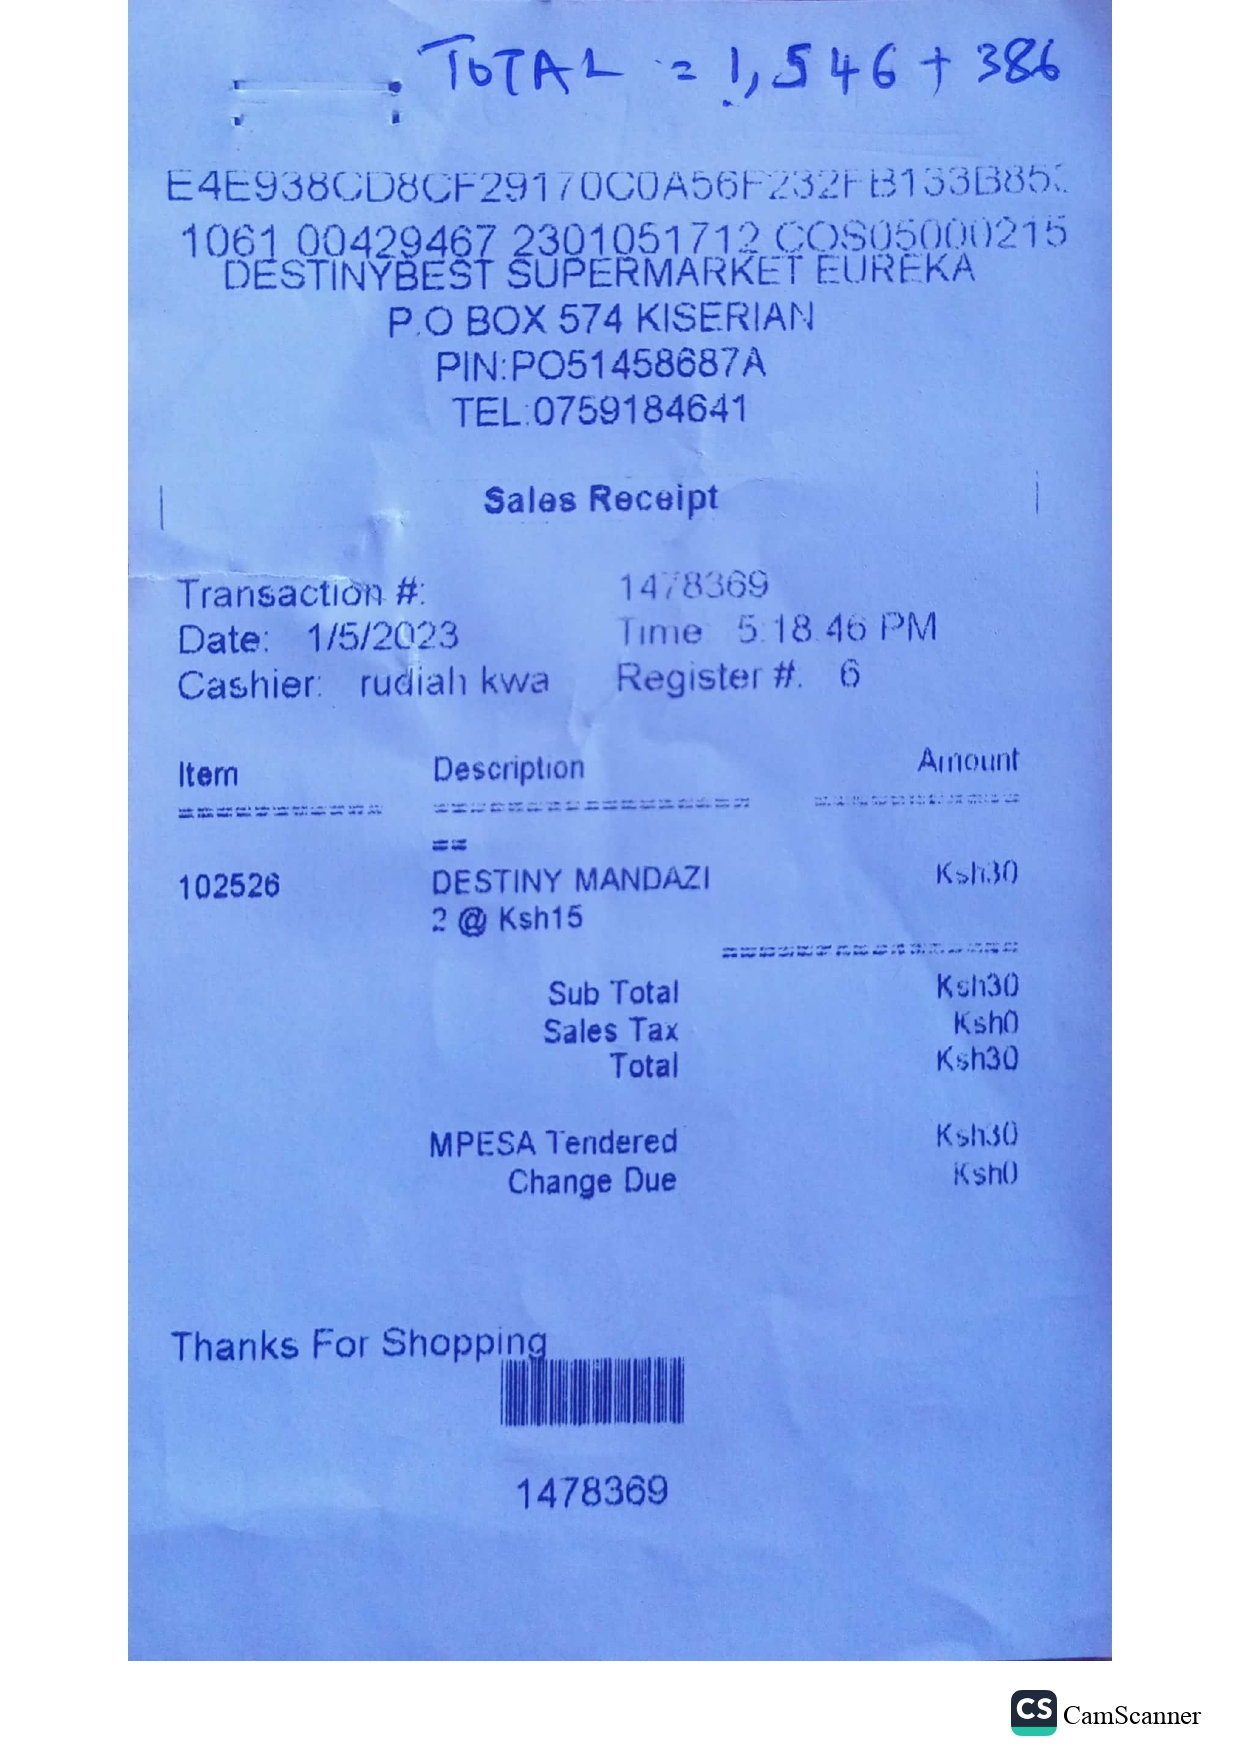 TOTAL = 1,546 + 386
E4E938CD8CF29170C0A56F232FB133B853
1061 00429467 2301051712 COS05000215
DESTINYBEST SUPERMARKET EUREKA
P.O BOX 574 KISERIAN
PIN:PO51458687A
TEL:0759184641
Sales Receipt
Transaction #: 1478369
Date: 1/5/2023 Time 5:18:46 PM
Cashier: rudiah kwa Register #: 6
Item Description Amount
102526 DESTINY MANDAZI Ksh30
2 @ Ksh15
Sub Total Ksh30
Sales Tax Ksh0
Total Ksh30
MPESA Tendered Ksh30
Change Due Ksh0
Thanks For Shopping
1478369
CS CamScanner